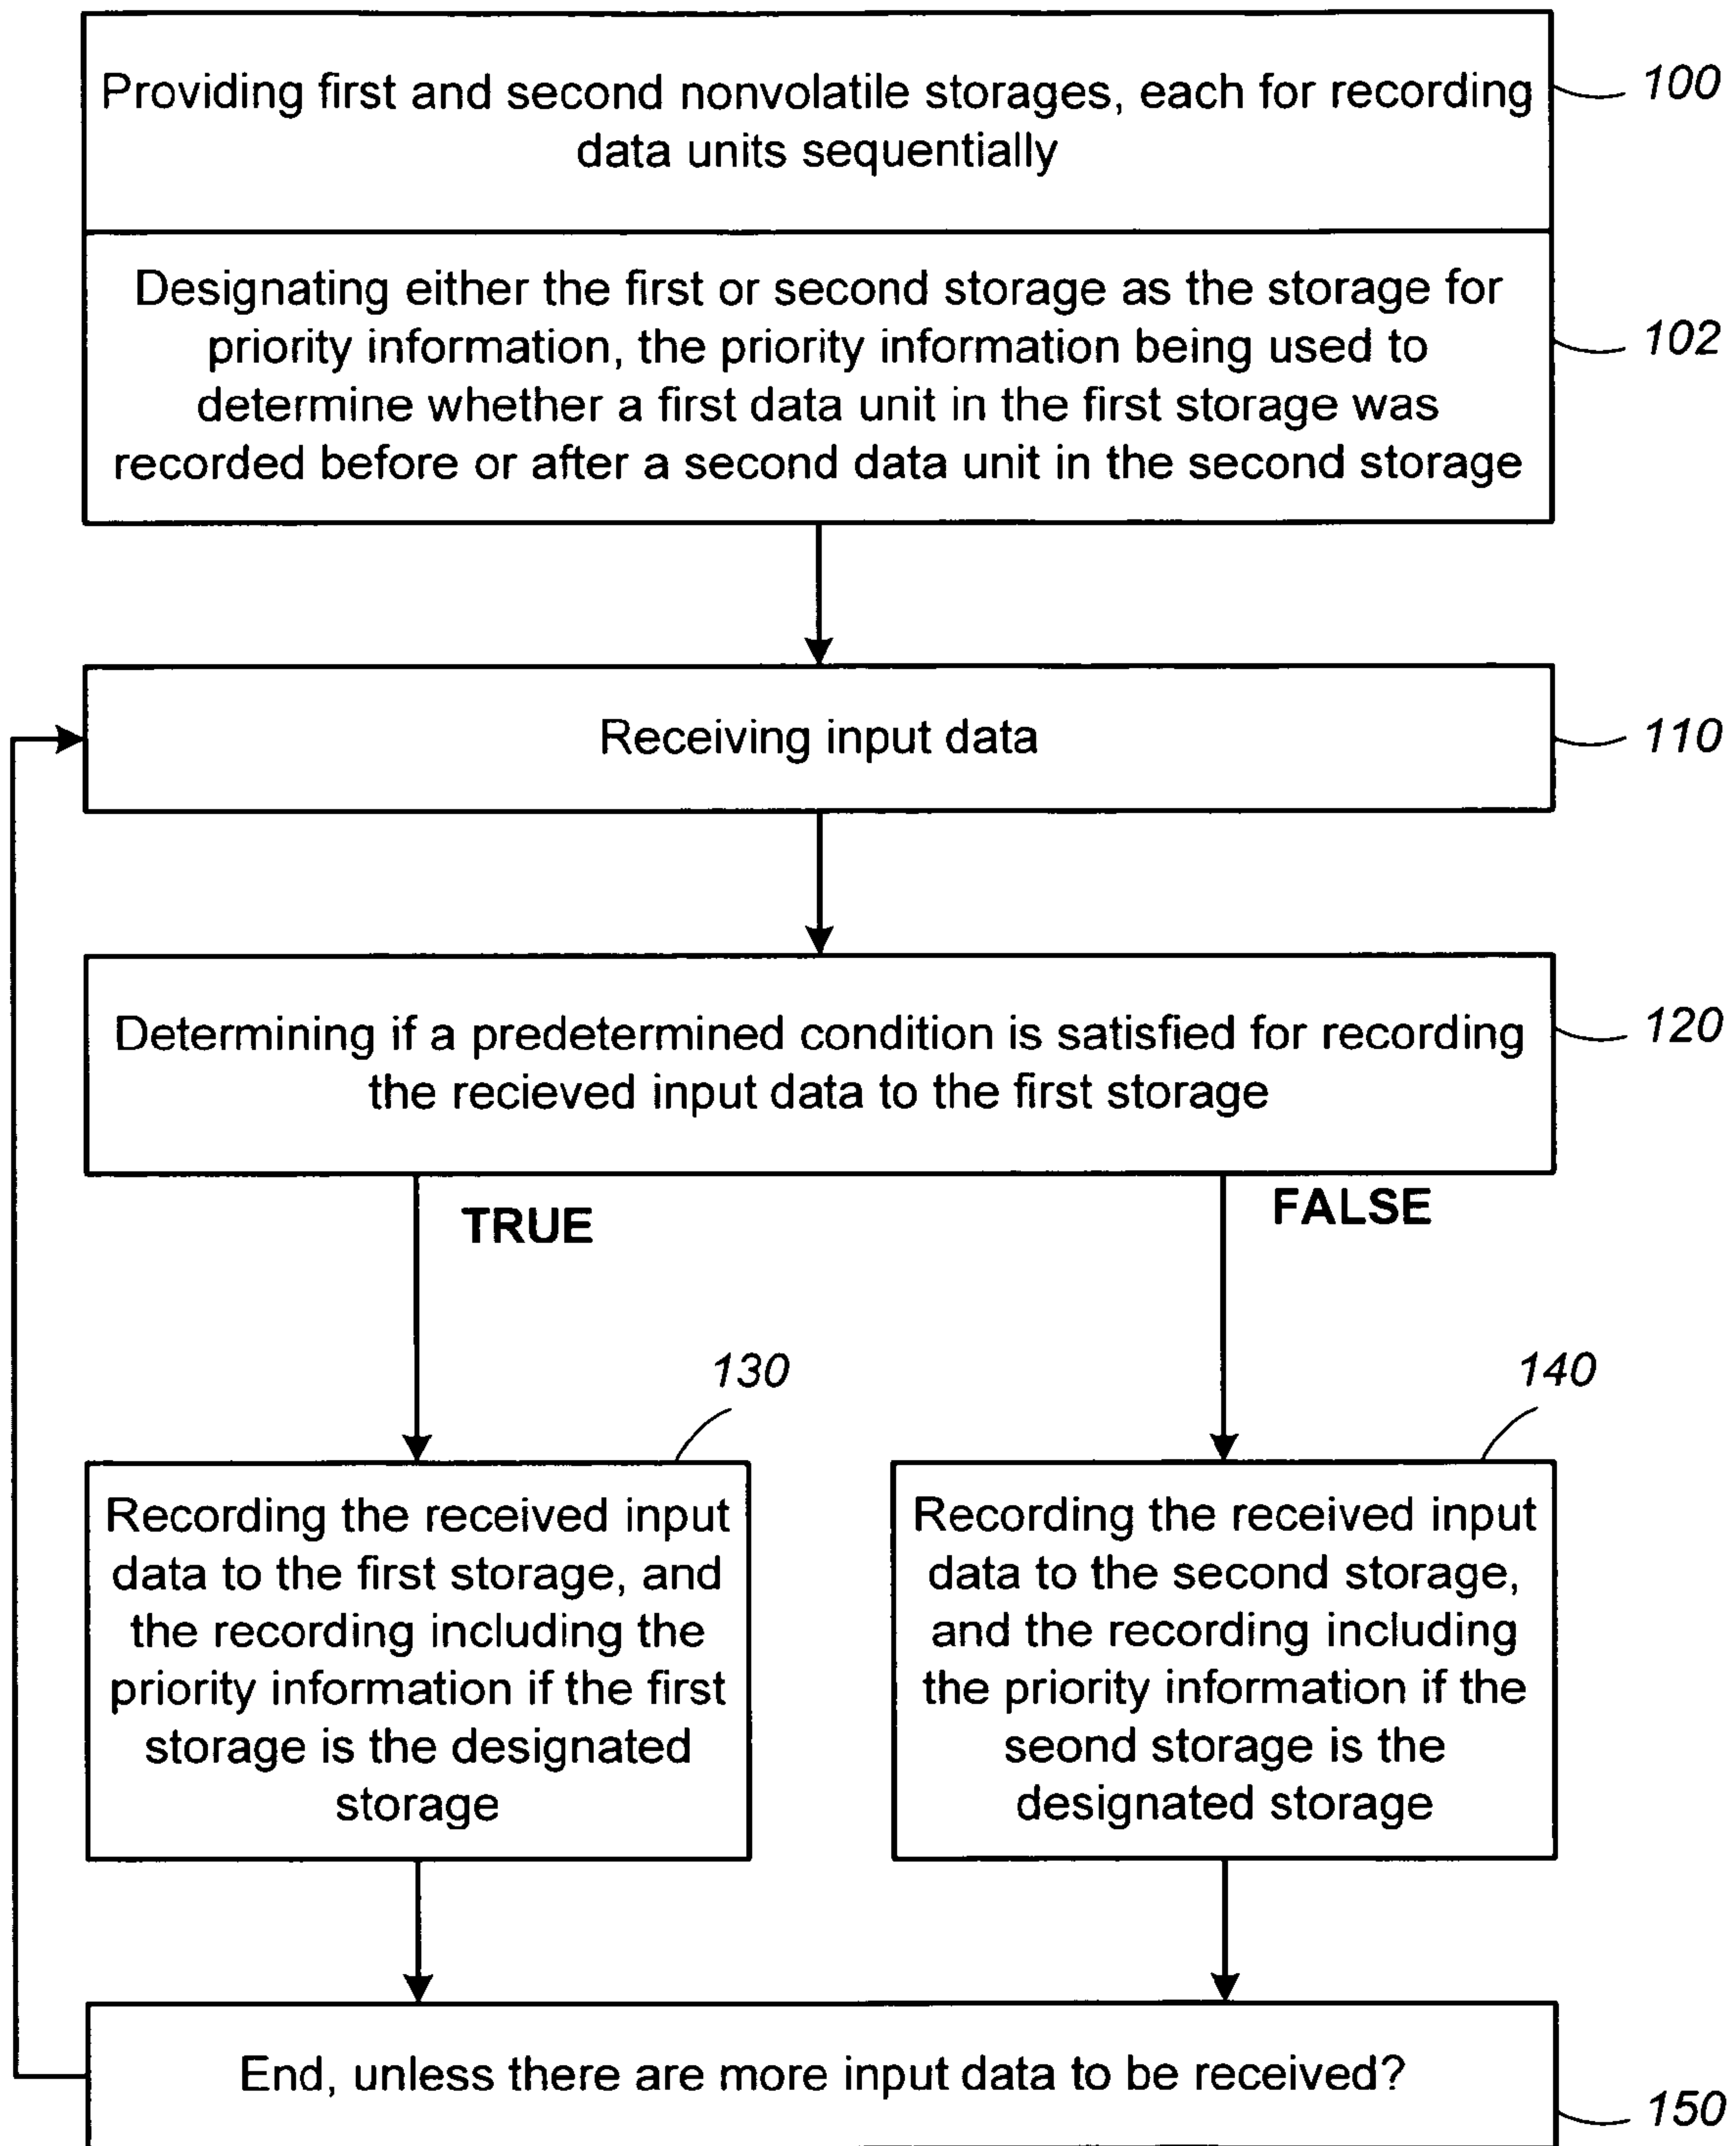 Providing first and second nonvolatile storages, each for recording
data units sequentially
100
Designating either the first or second storage as the storage for
priority information, the priority information being used to
determine whether a first data unit in the first storage was
recorded before or after a second data unit in the second storage
102
Receiving input data
110
Determining if a predetermined condition is satisfied for recording
the recieved input data to the first storage
120
TRUE
FALSE
130
Recording the received input
data to the first storage, and
the recording including the
priority information if the first
storage is the designated
storage
140
Recording the received input
data to the second storage,
and the recording including
the priority information if the
seond storage is the
designated storage
End, unless there are more input data to be received?
150